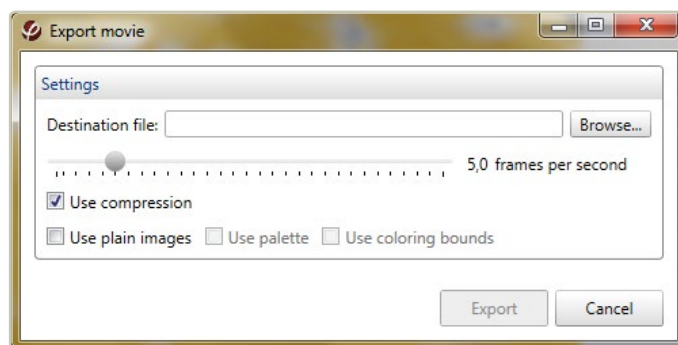 Export movie
Settings
Destination file: Browse...
5,0 frames per second
Use compression
Use plain images Use palette Use coloring bounds
Export Cancel